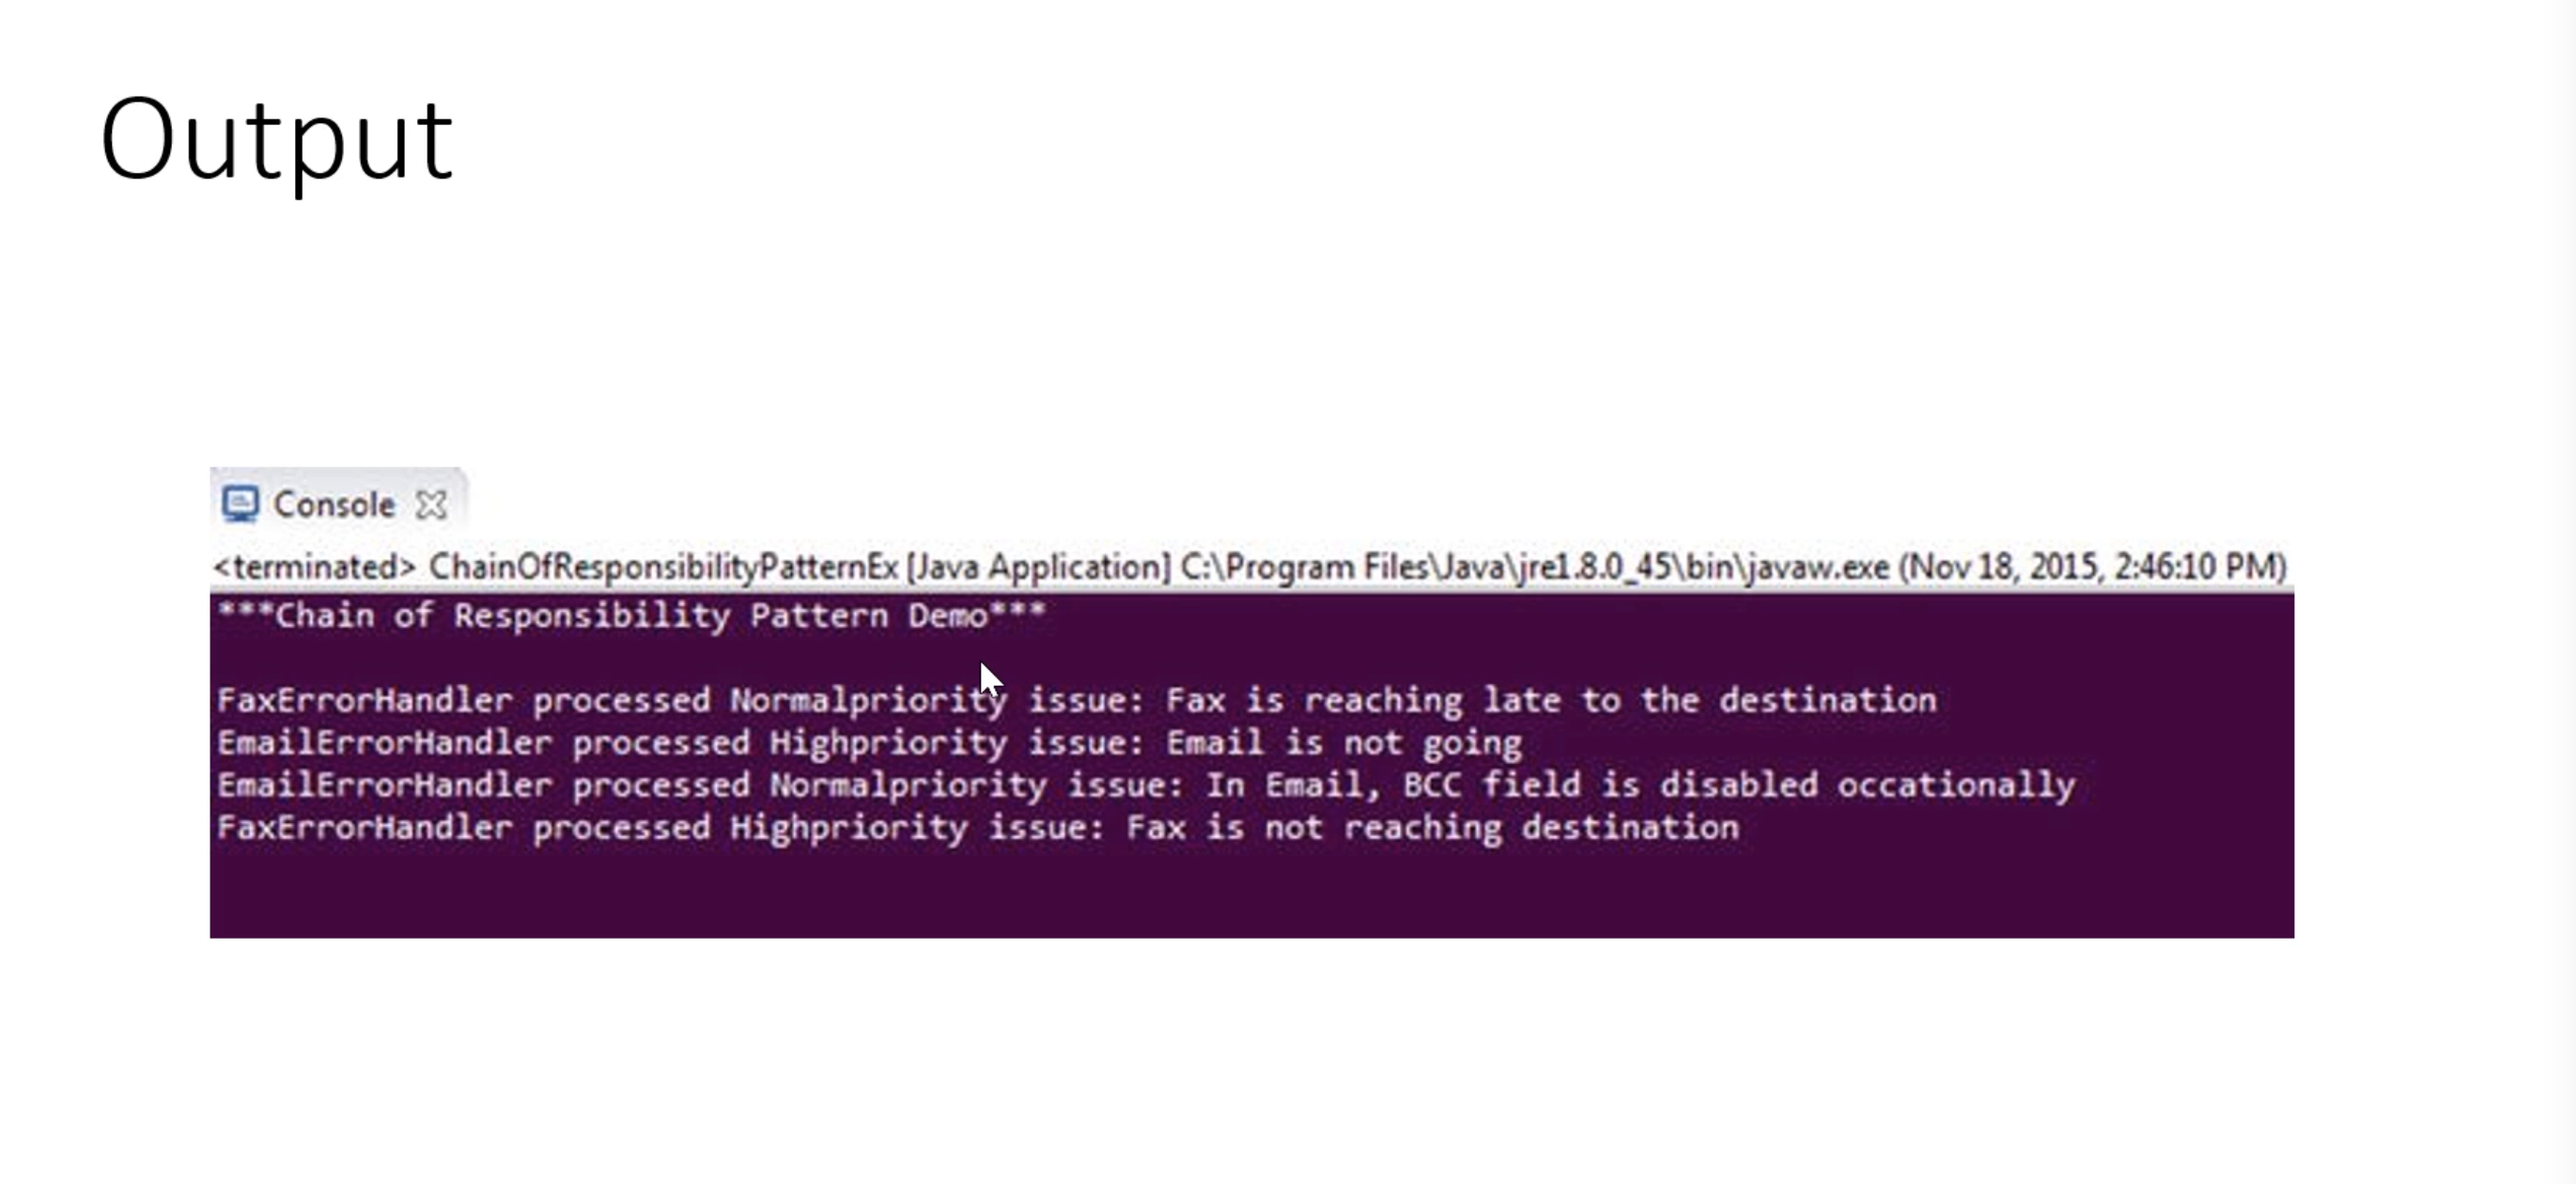 Output
Console
<terminated> ChainOfResponsibilityPatternEx [Java Application] C:\Program Files\Java\jre1.8.0_45\bin\javaw.exe (Nov 18, 2015, 2:46:10 PM)
***Chain of Responsibility Pattern Demo***
FaxErrorHandler processed Normalpriority issue: Fax is reaching late to the destination
EmailErrorHandler processed Highpriority issue: Email is not going
EmailErrorHandler processed Normalpriority issue: In Email, BCC field is disabled occationally
FaxErrorHandler processed Highpriority issue: Fax is not reaching destination